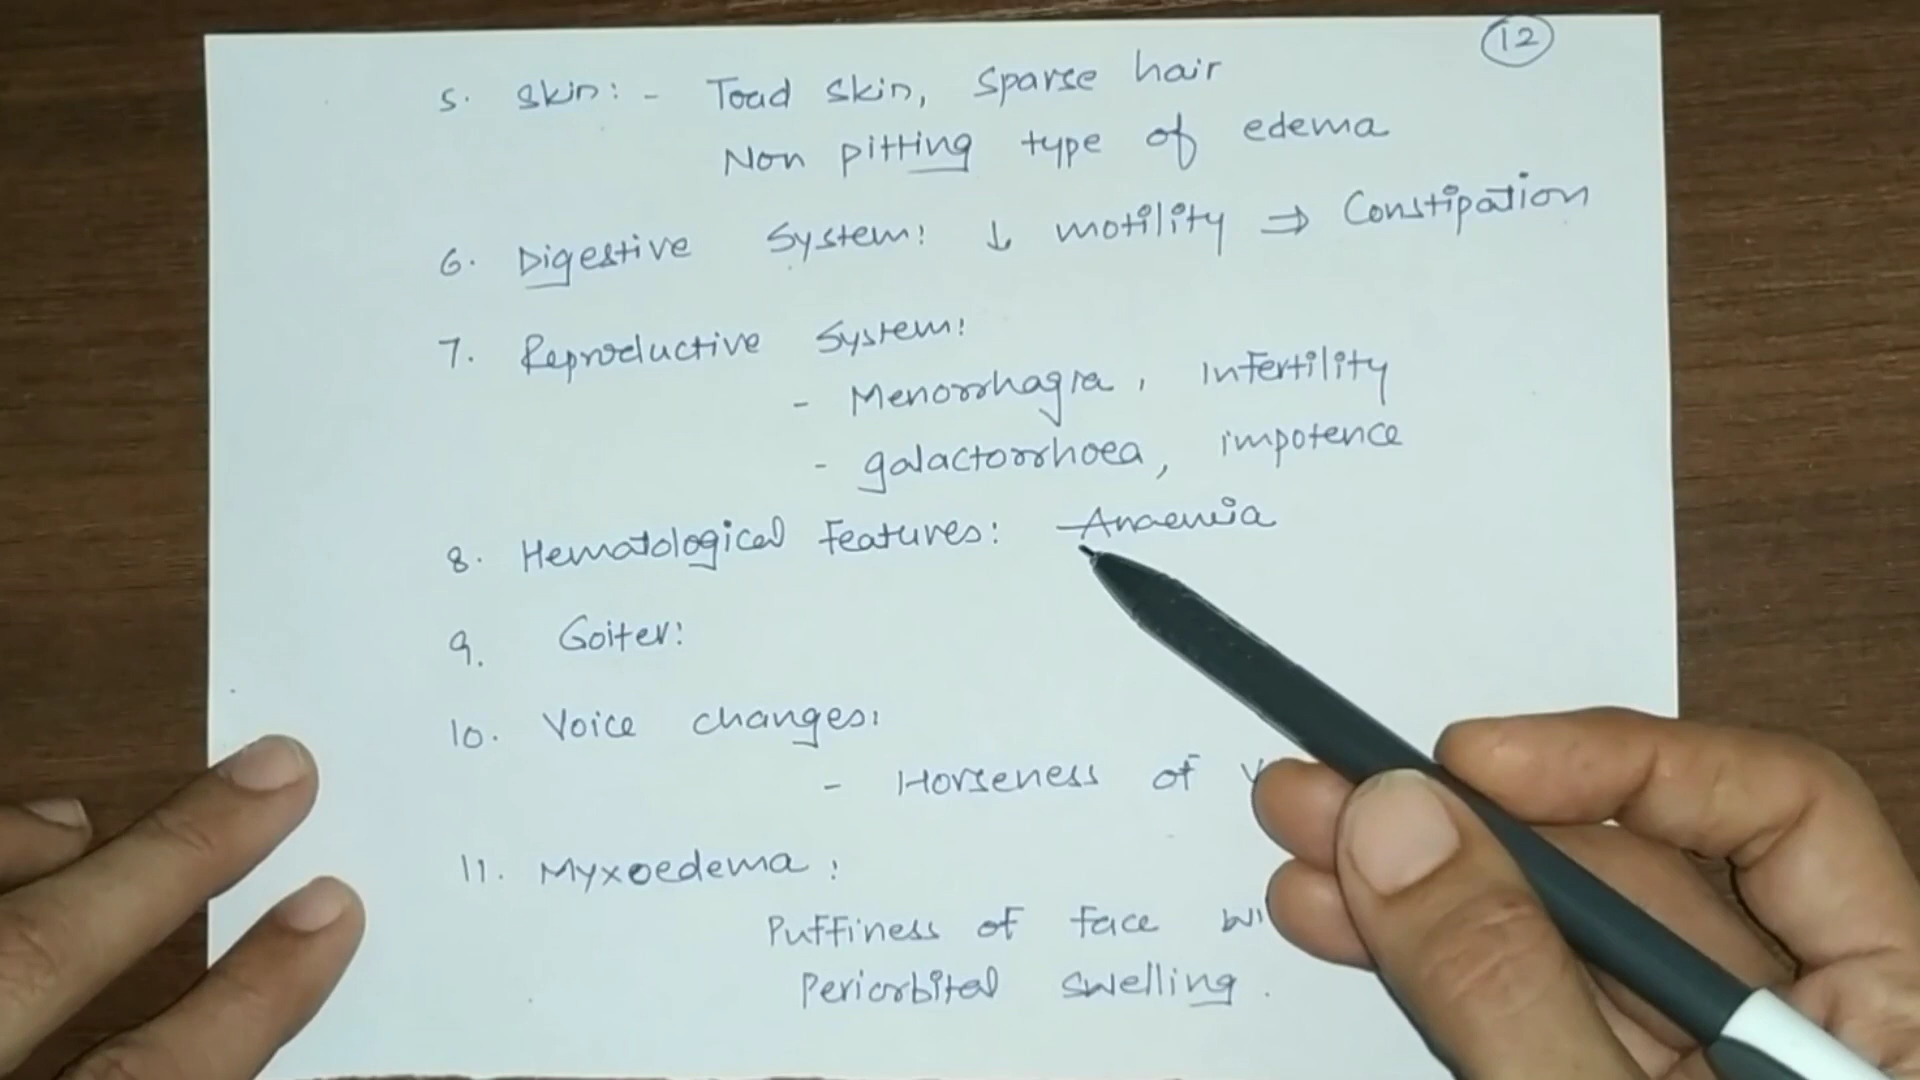 12
5. Skin: - Toad skin, sparse hair
Non pitting type of edema
6. Digestive System: ↓ motility ⇒ Constipation
7. Reproductive System:
- Menorrhagia, Infertility
- galactorrhoea, impotence
8. Hematological Features: Anaemia
9. Goiter:
10. Voice changes:
- Horseness of
11. Myxoedema :
Puffiness of face
Periorbital swelling.